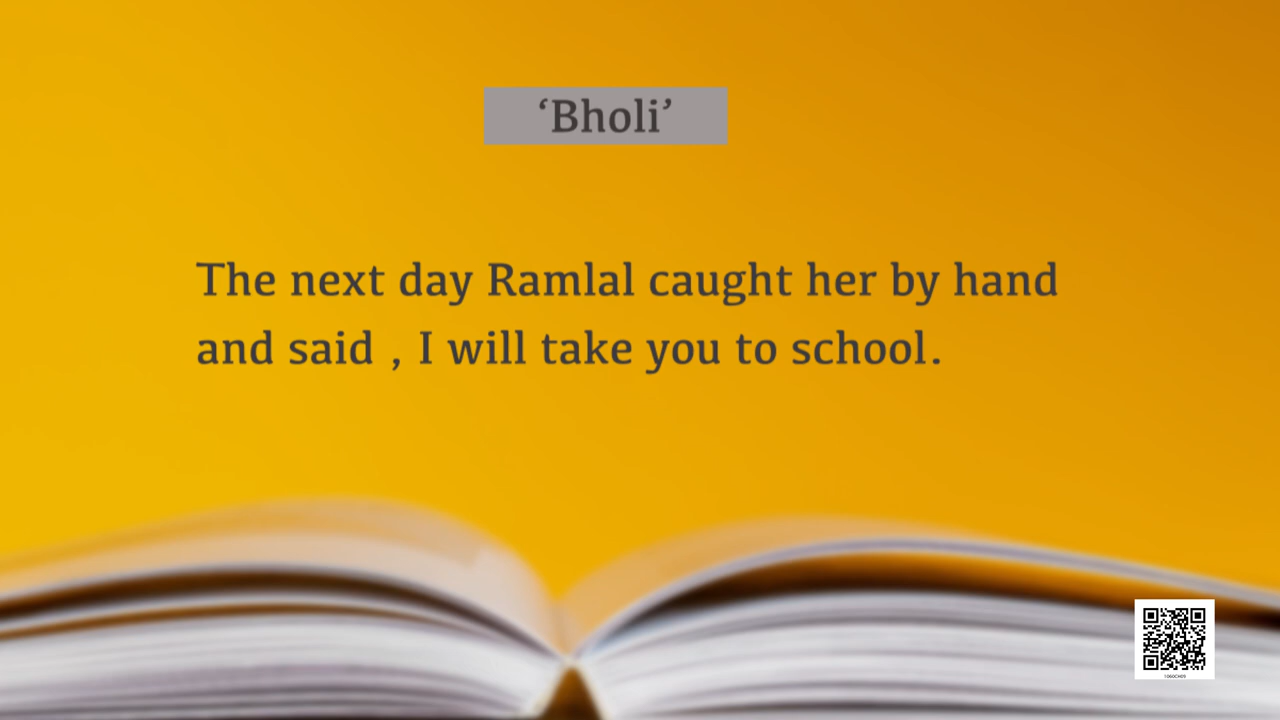 ‘Bholi’
The next day Ramlal caught her by hand
and said , I will take you to school.